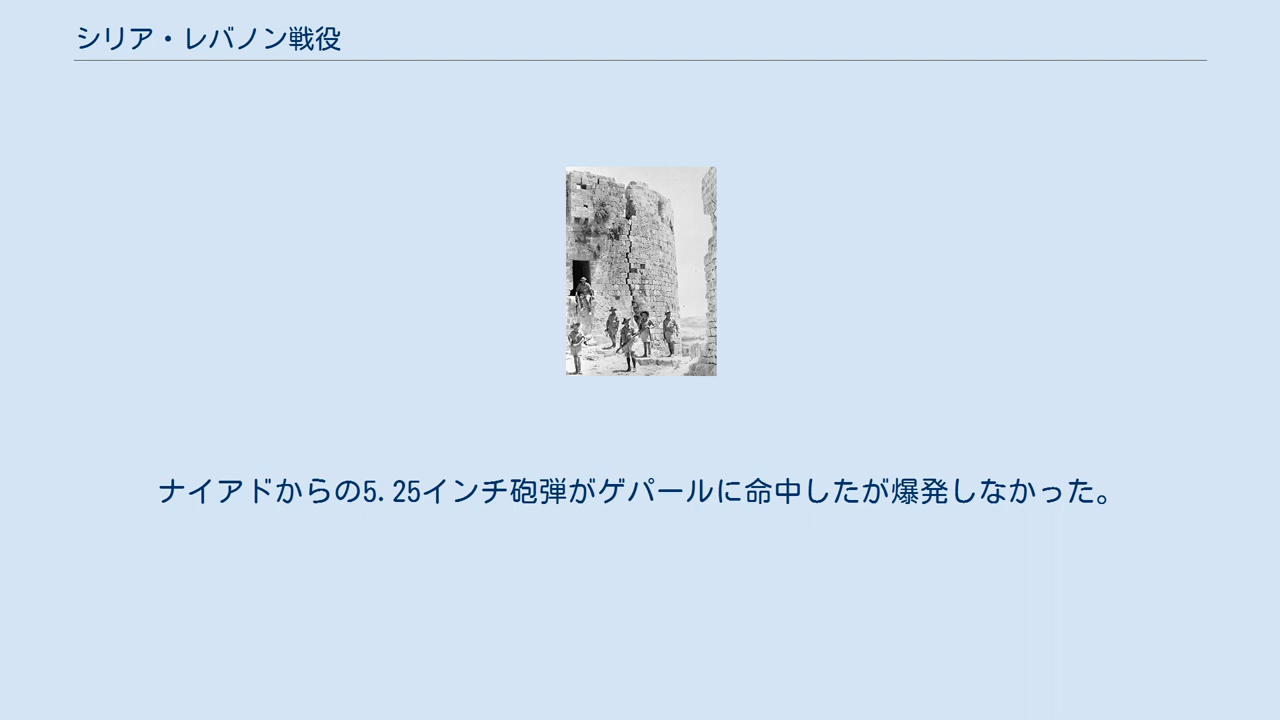 シリア・レバノン戦役
ナイアドからの5.25インチ砲弾がゲパールに命中したが爆発しなかった。